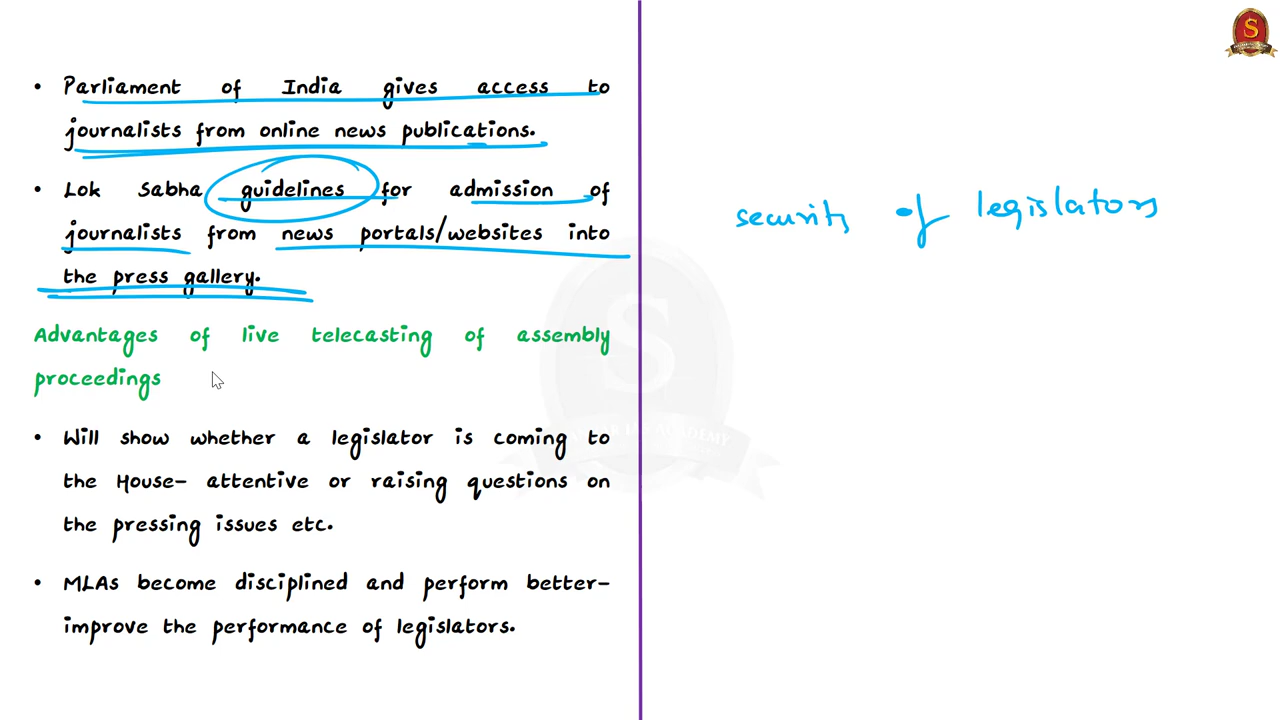 • Parliament of India gives access to
journalists from online news publications.
• Lok Sabha guidelines for admission of
journalists from news portals/websites into
the press gallery.
Advantages of live telecasting of assembly
proceedings
• Will show whether a legislator is coming to
the House- attentive or raising questions on
the pressing issues etc.
• MLAs become disciplined and perform better-
improve the performance of legislators.
security of legislators
S